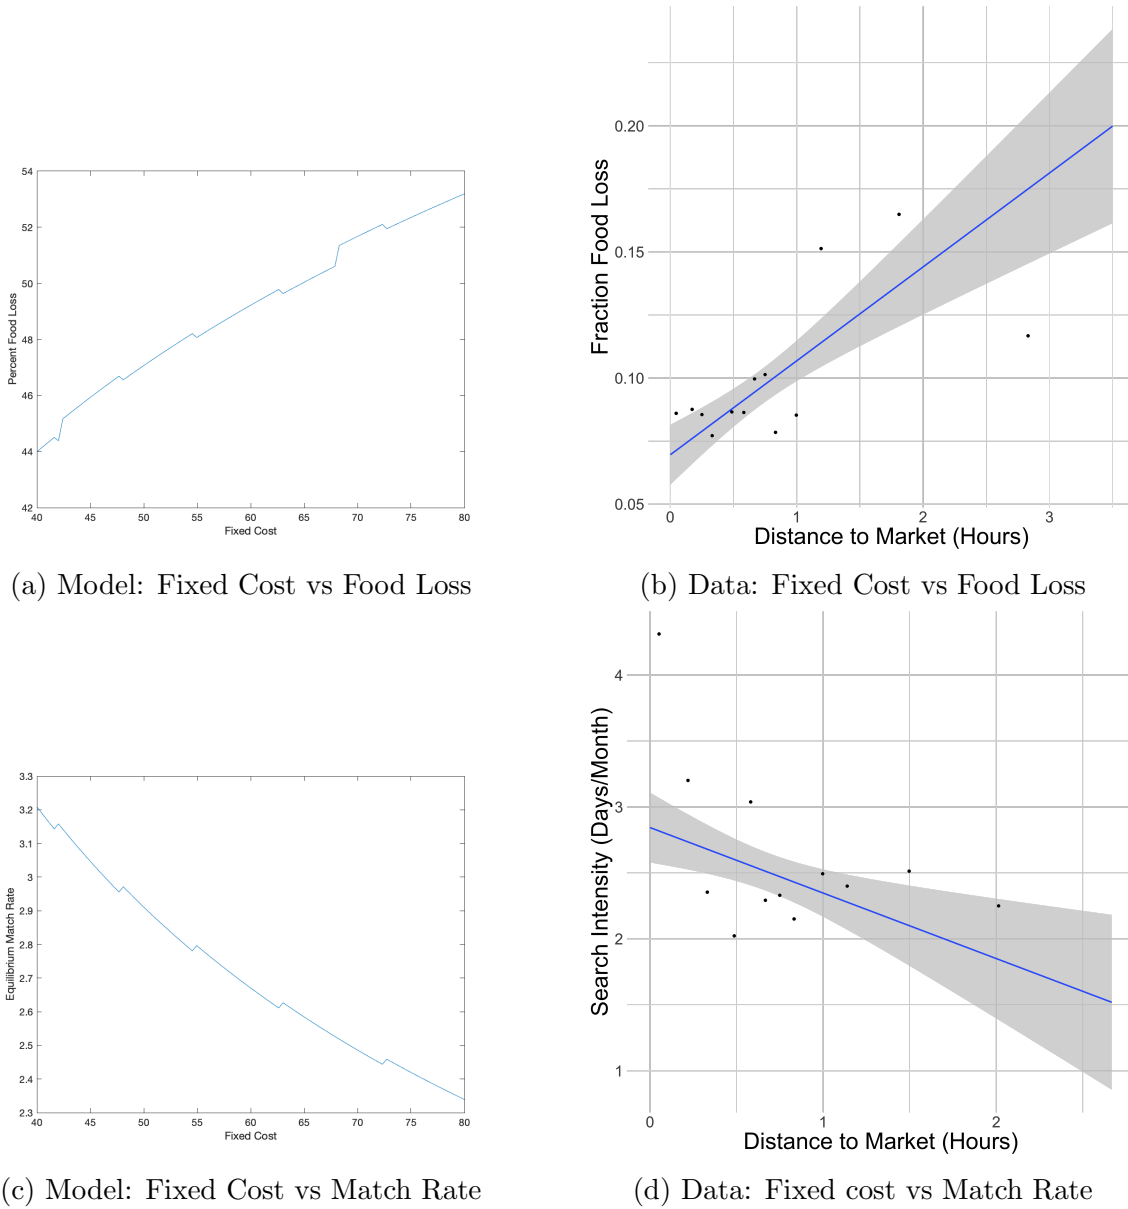 54
52
50
48
46
44
42
Percent Food Loss
40 45 50 55 60 65 70 75 80
Fixed Cost
(a) Model: Fixed Cost vs Food Loss
0.20
0.15
0.10
0.05
Fraction Food Loss
0 1 2 3
Distance to Market (Hours)
(b) Data: Fixed Cost vs Food Loss
3.3
3.2
3.1
3
2.9
2.8
2.7
2.6
2.5
2.4
2.3
Equilibrium Match Rate
40 45 50 55 60 65 70 75 80
Fixed Cost
(c) Model: Fixed Cost vs Match Rate
4
3
2
1
Search Intensity (Days/Month)
0 1 2
Distance to Market (Hours)
(d) Data: Fixed cost vs Match Rate